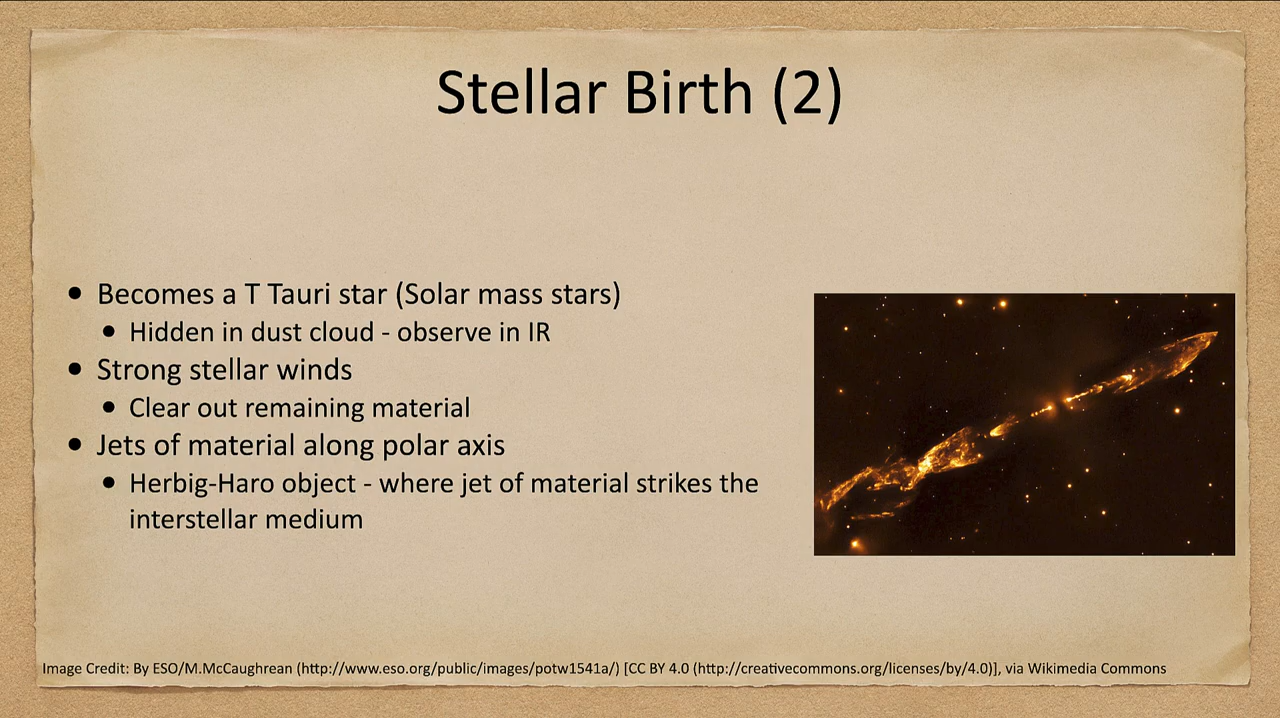 Stellar Birth (2)
• Becomes a T Tauri star (Solar mass stars)
• Hidden in dust cloud - observe in IR
• Strong stellar winds
• Clear out remaining material
• Jets of material along polar axis
• Herbig-Haro object - where jet of material strikes the
interstellar medium
Image Credit: By ESO/M.McCaughrean (http://www.eso.org/public/images/potw1541a/) [CC BY 4.0 (http://creativecommons.org/licenses/by/4.0)], via Wikimedia Commons